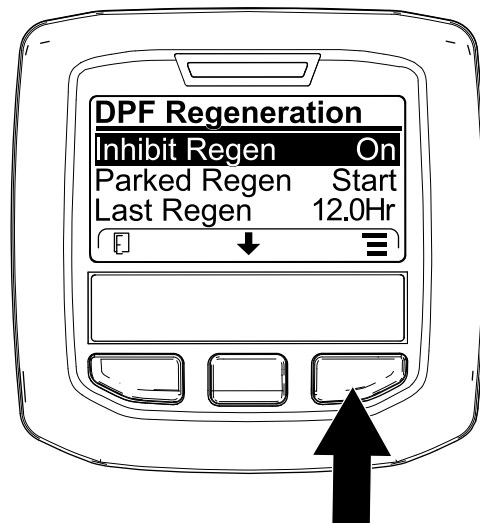 DPF Regeneration
Inhibit Regen On
Parked Regen Start
Last Regen 12.0Hr